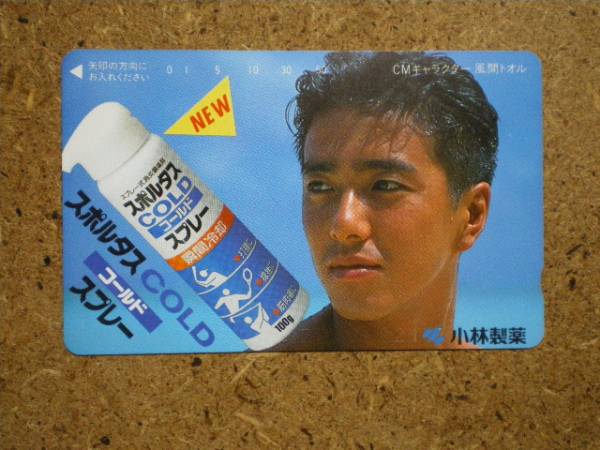 矢印の方向に
お入れください
0 1 5 10 30 50
CMキャラクター 風間トオル
NEW
スポルタス
COLD
コールド
スプレー
瞬間冷却
100g
スポルタス COLD
コールド
スプレー
小林製薬